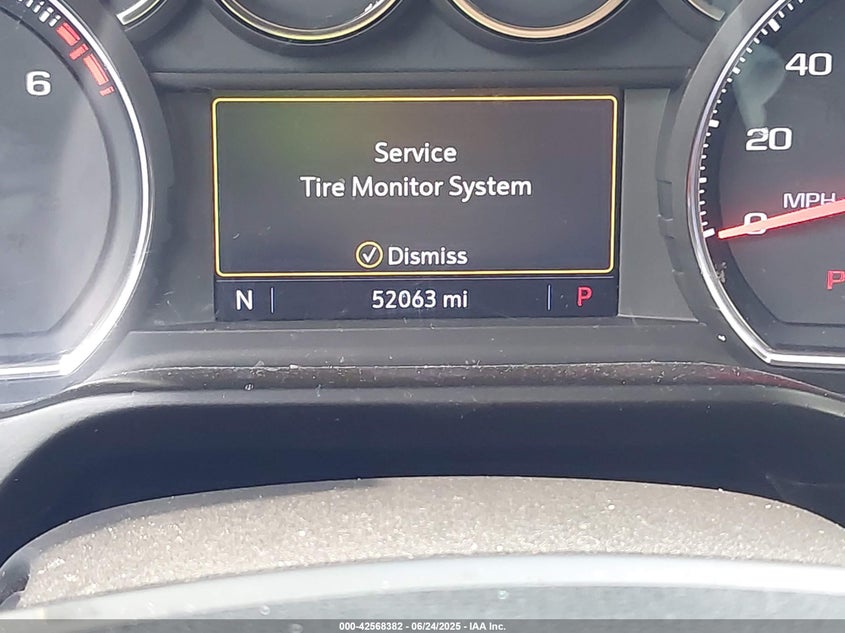 6
40
20
MPH
0
P
Service
Tire Monitor System
Dismiss
N 52063 mi P
000-42568382 - 06/24/2025 - IAA Inc.